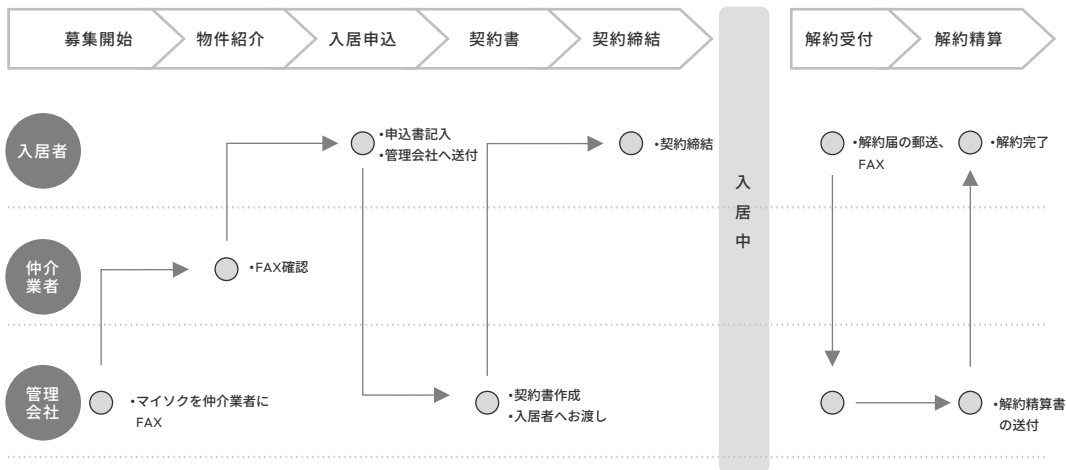 募集開始
物件紹介
入居申込
契約書
契約締結
解約受付
解約精算
入居者
•申込書記入
•管理会社へ送付
•契約締結
•解約届の郵送、
FAX
•解約完了
入居中
仲介
業者
•FAX確認
管理
会社
•マイソクを仲介業者に
FAX
•契約書作成
•入居者へお渡し
•解約精算書
の送付